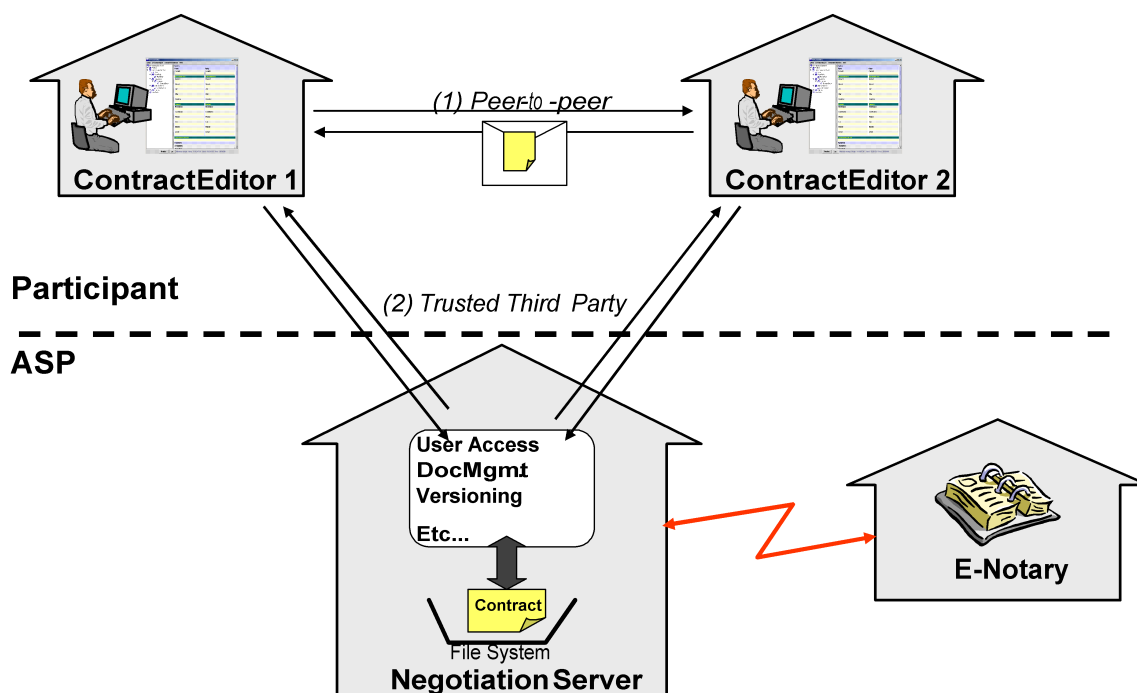 (1) Peer-to -peer
ContractEditor 1
ContractEditor 2
Participant
(2) Trusted Third Party
ASP
User Access
DocMgmt.
Versioning
Etc...
Contract
File System
Negotiation Server
E-Notary